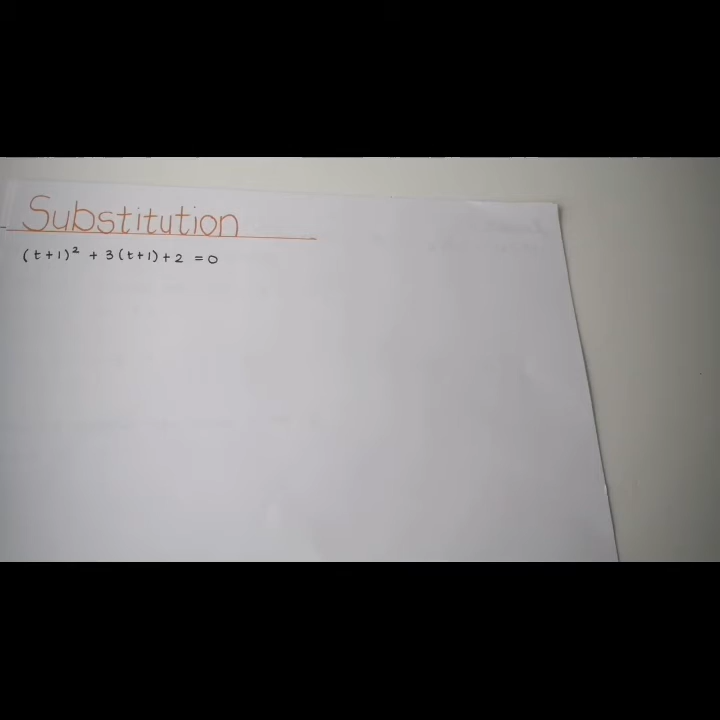 Substitution
(t+1)² + 3(t+1)+2 = 0